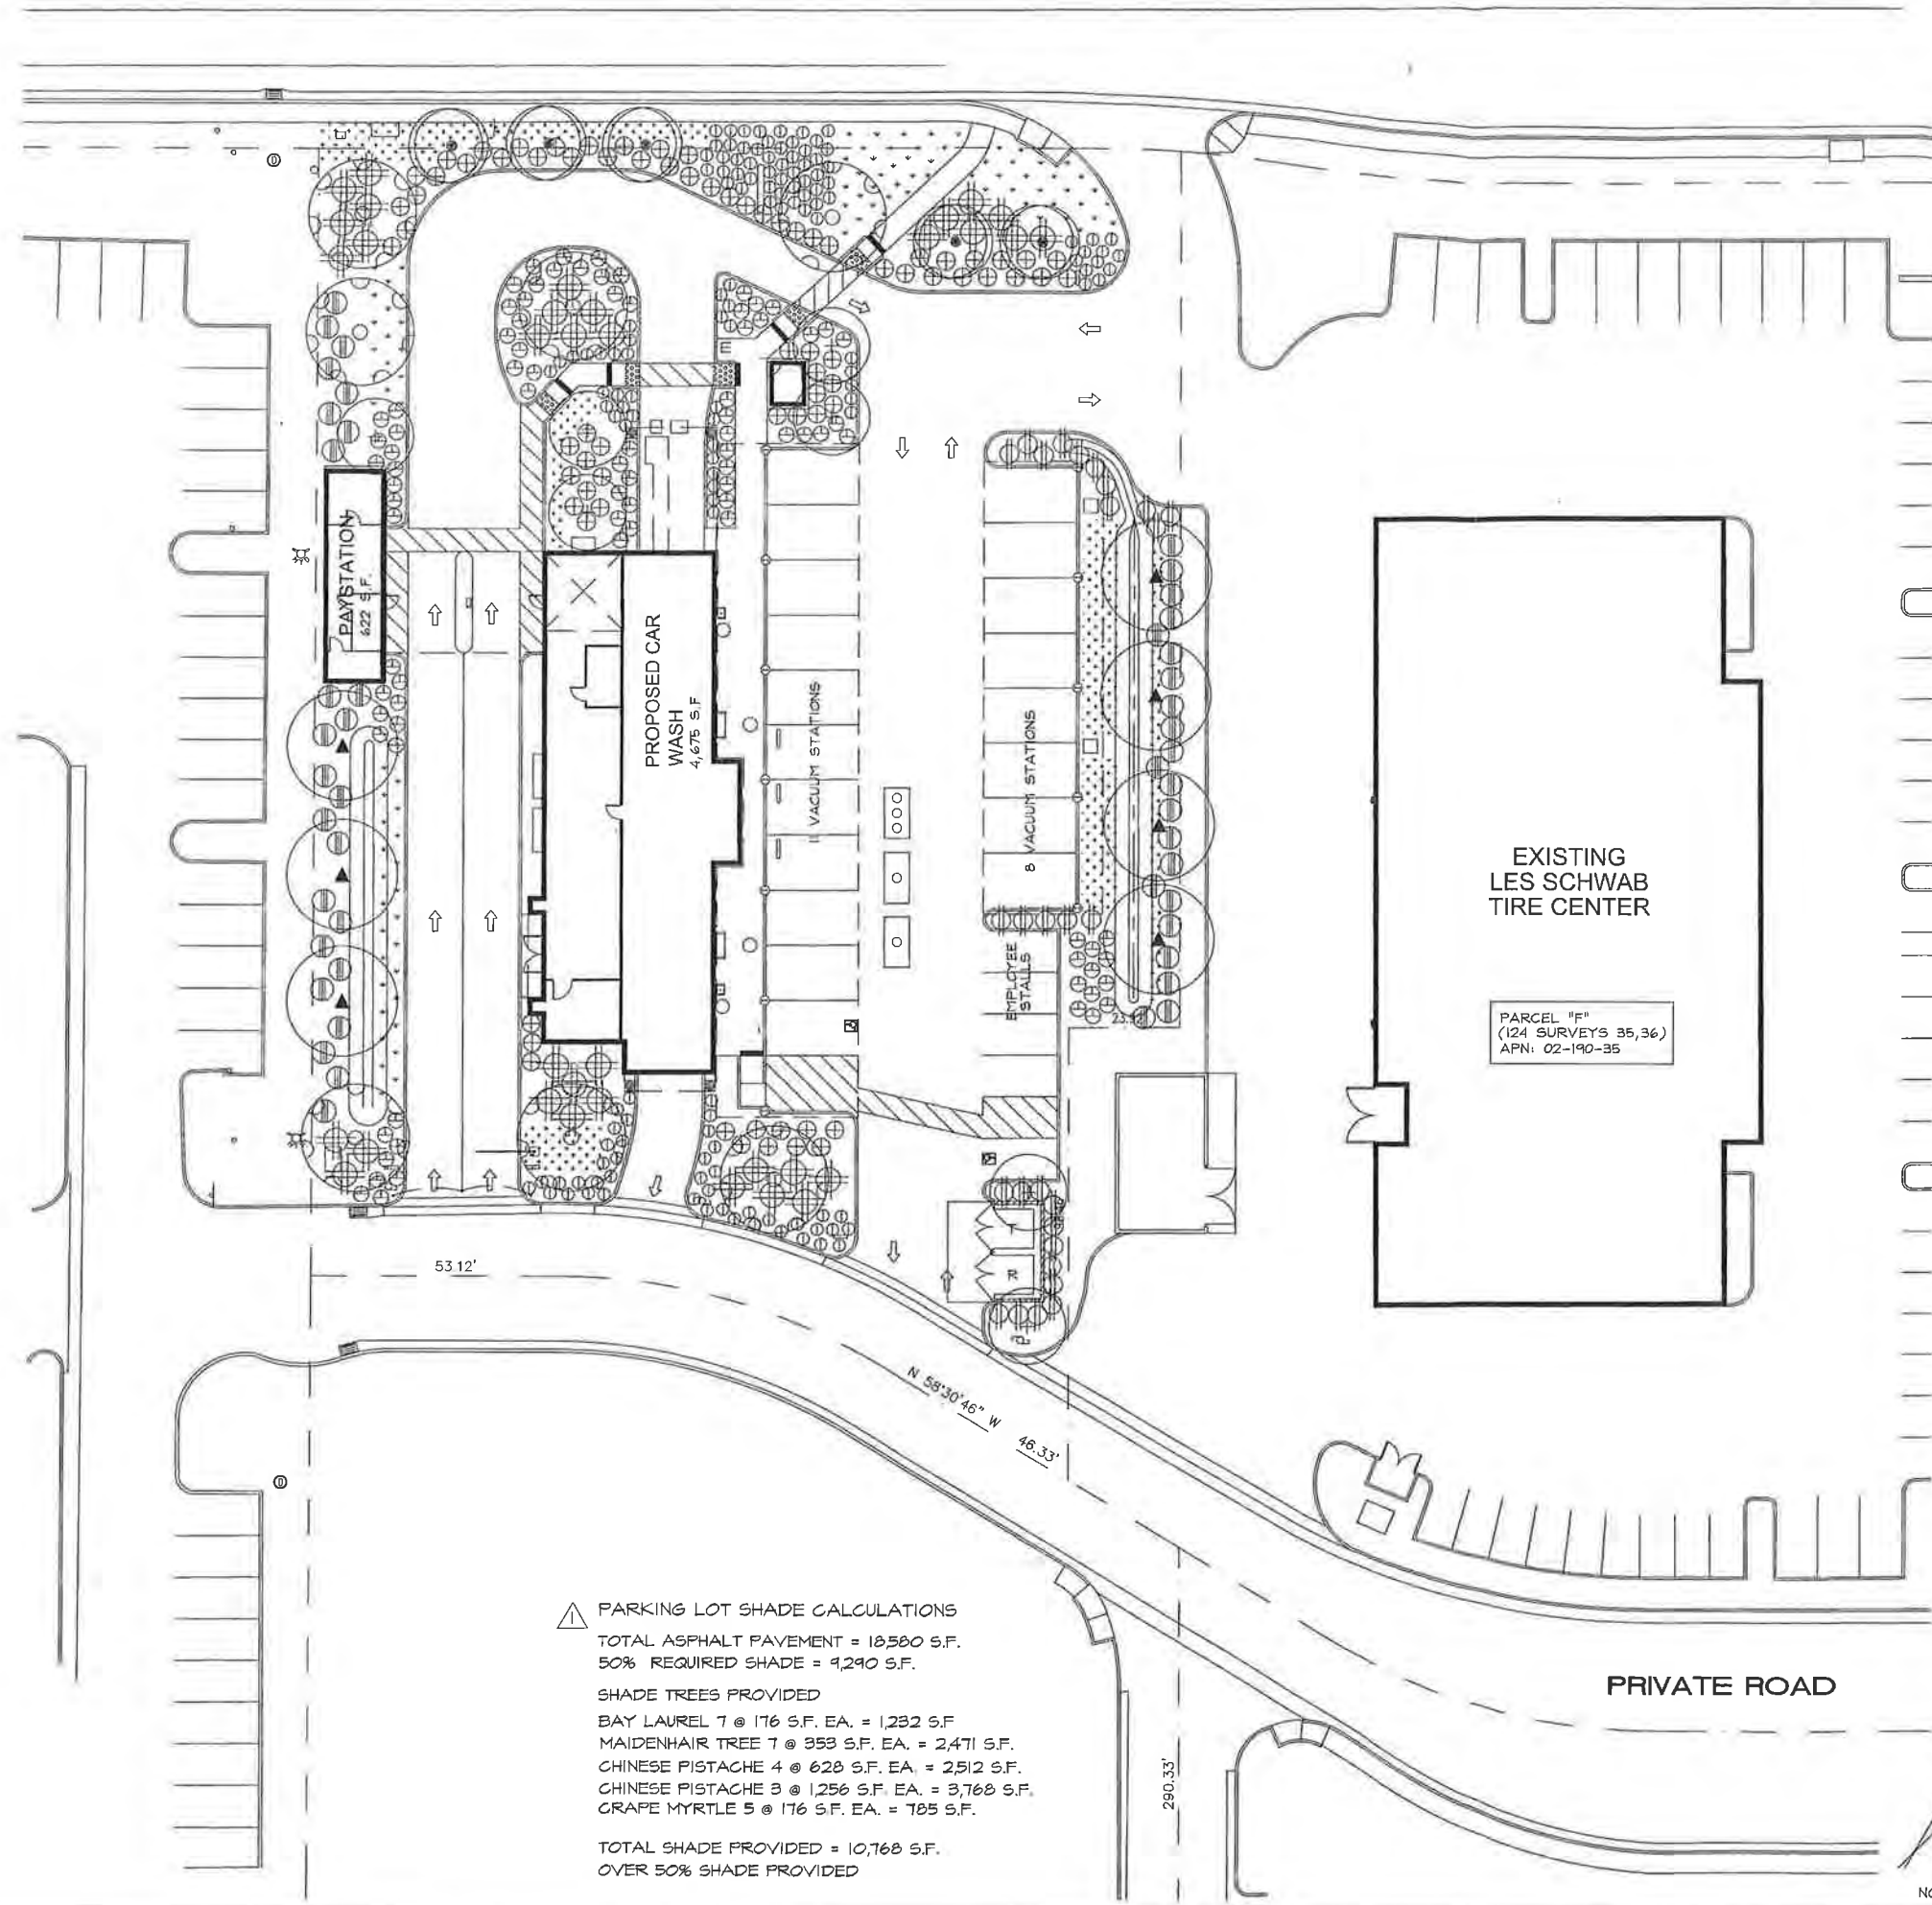 PAYSTATION
622 S.F.
PROPOSED CAR
WASH
4,675 S.F
11 VACUUM STATIONS
8 VACUUM STATIONS
EMPLOYEE
STALLS
EXISTING
LES SCHWAB
TIRE CENTER
PARCEL "F"
(124 SURVEYS 35,36)
APN: 02-190-35
53.12'
N 58°30'46" W
46.33'
T
R
PRIVATE ROAD
290.33'
1
PARKING LOT SHADE CALCULATIONS
TOTAL ASPHALT PAVEMENT = 18,580 S.F.
50% REQUIRED SHADE = 9,290 S.F.
SHADE TREES PROVIDED
BAY LAUREL 7 @ 176 S.F. EA. = 1,232 S.F
MAIDENHAIR TREE 7 @ 353 S.F. EA. = 2,471 S.F.
CHINESE PISTACHE 4 @ 628 S.F. EA. = 2,512 S.F.
CHINESE PISTACHE 3 @ 1,256 S.F. EA. = 3,768 S.F.
CRAPE MYRTLE 5 @ 176 S.F. EA. = 785 S.F.
TOTAL SHADE PROVIDED = 10,768 S.F.
OVER 50% SHADE PROVIDED